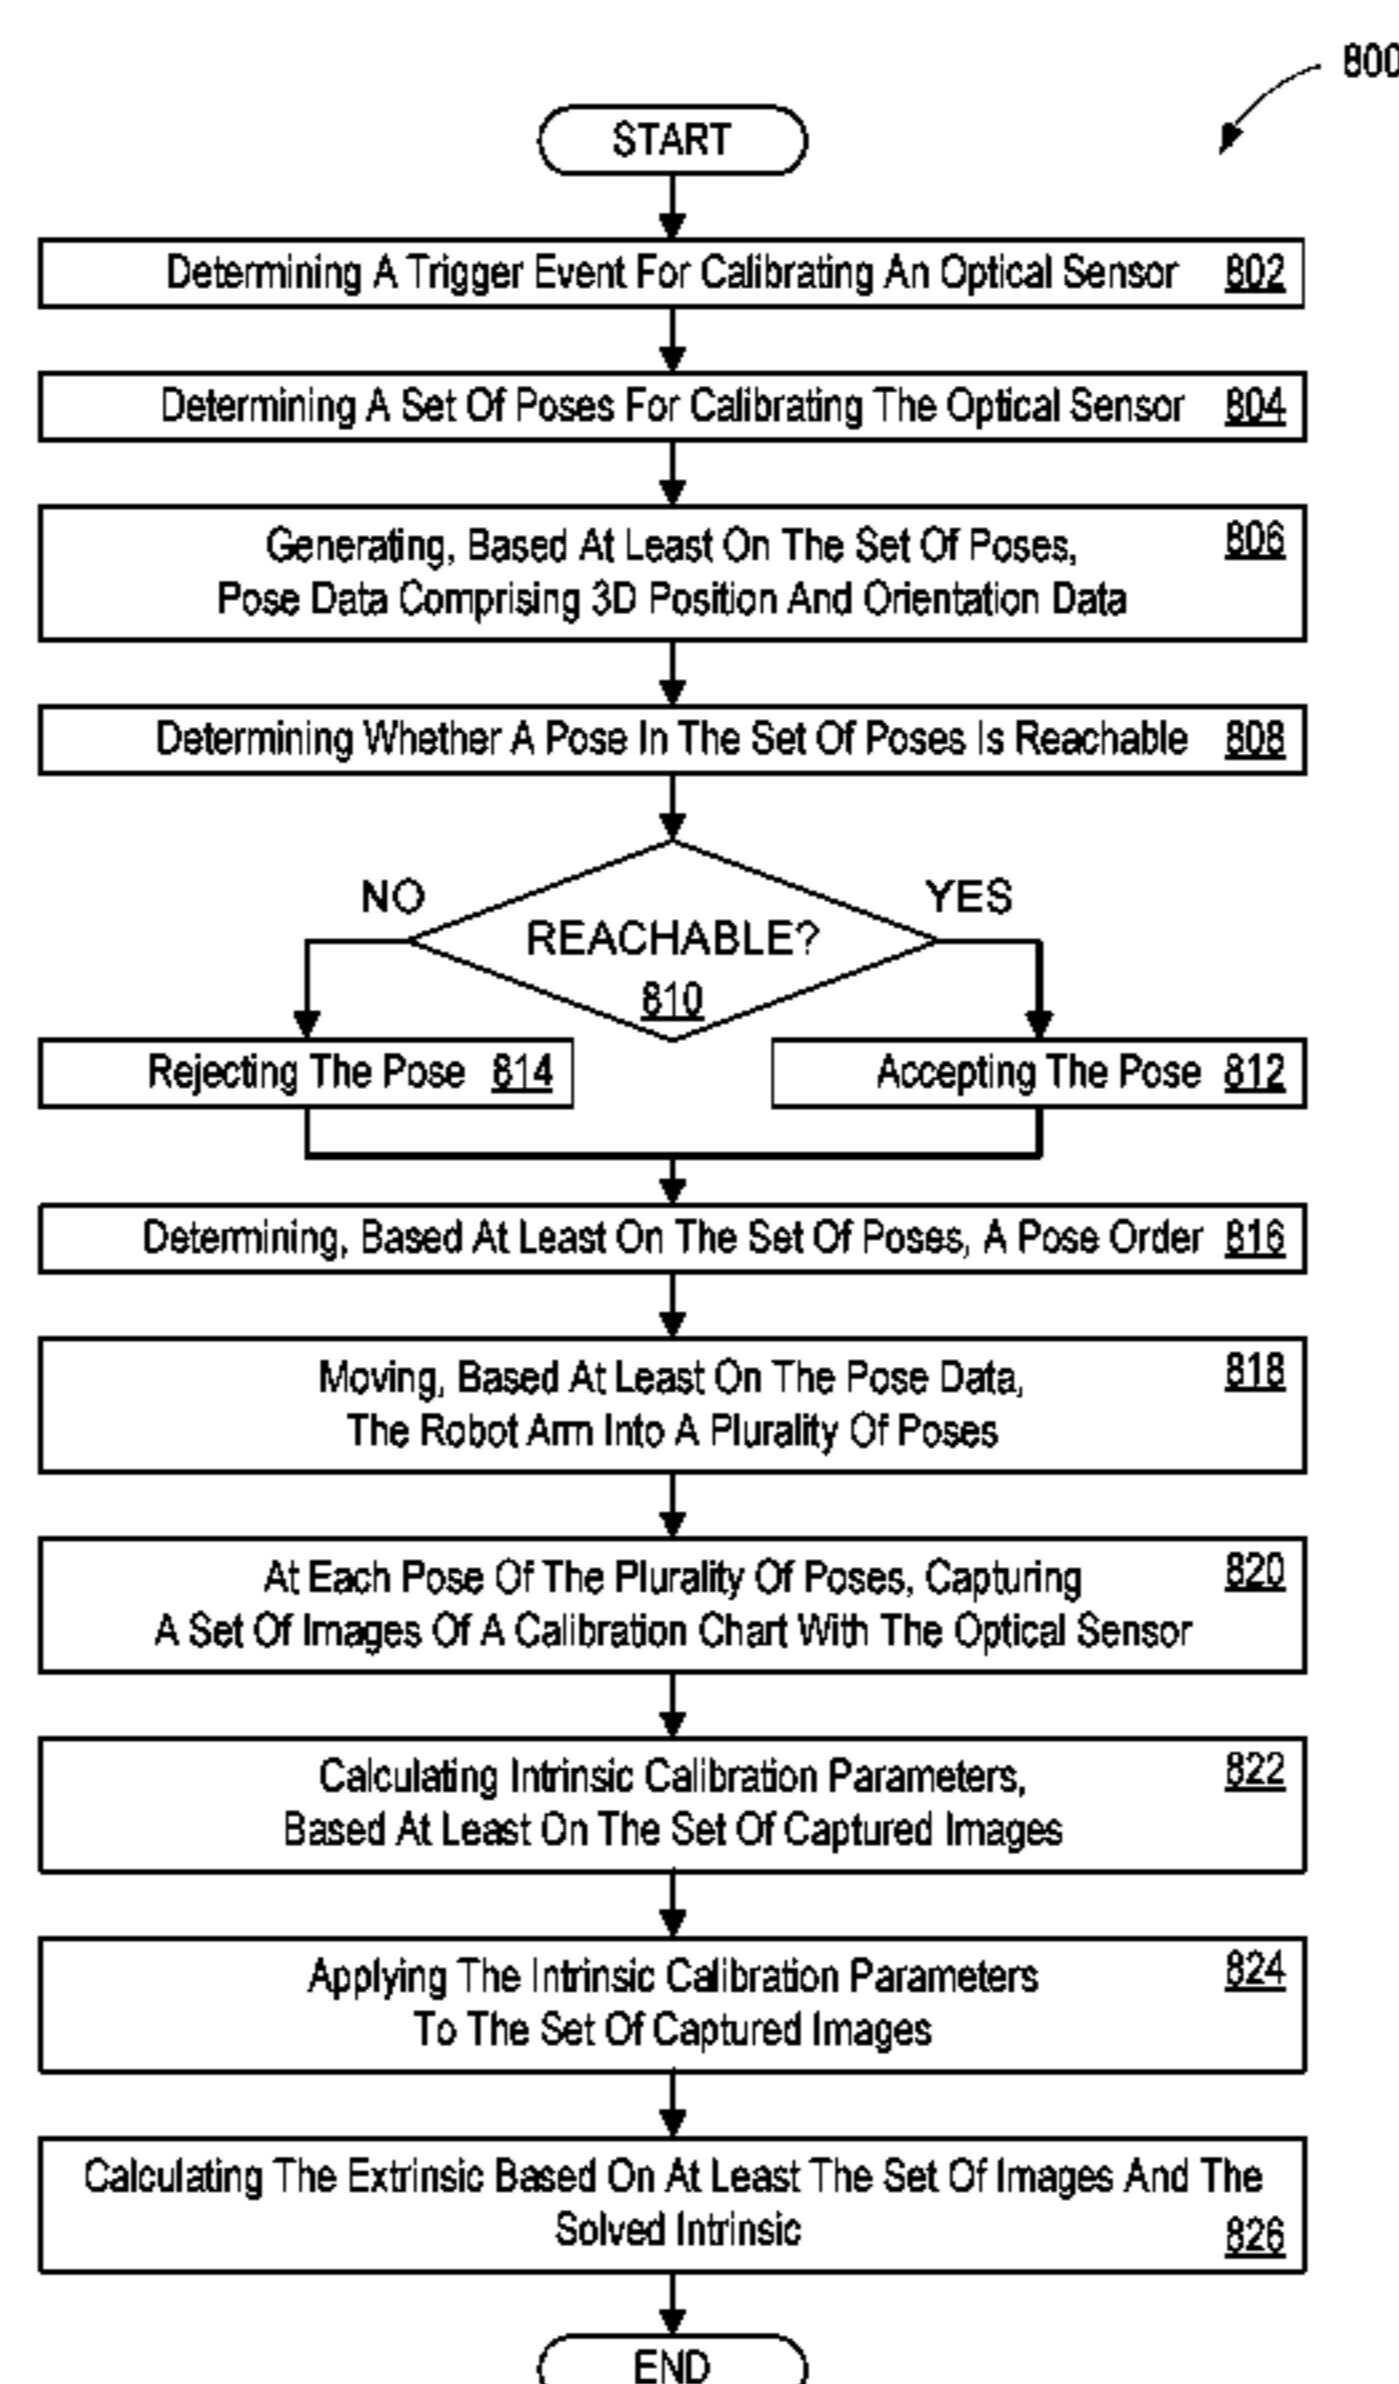 800
START
Determining A Trigger Event For Calibrating An Optical Sensor 802
Determining A Set Of Poses For Calibrating The Optical Sensor 804
Generating, Based At Least On The Set Of Poses, 806
Pose Data Comprising 3D Position And Orientation Data
Determining Whether A Pose In The Set Of Poses Is Reachable 808
NO
YES
REACHABLE?
810
Rejecting The Pose 814
Accepting The Pose 812
Determining, Based At Least On The Set Of Poses, A Pose Order 816
Moving, Based At Least On The Pose Data, 818
The Robot Arm Into A Plurality Of Poses
At Each Pose Of The Plurality Of Poses, Capturing 820
A Set Of Images Of A Calibration Chart With The Optical Sensor
Calculating Intrinsic Calibration Parameters, 822
Based At Least On The Set Of Captured Images
Applying The Intrinsic Calibration Parameters 824
To The Set Of Captured Images
Calculating The Extrinsic Based On At Least The Set Of Images And The
Solved Intrinsic 826
END